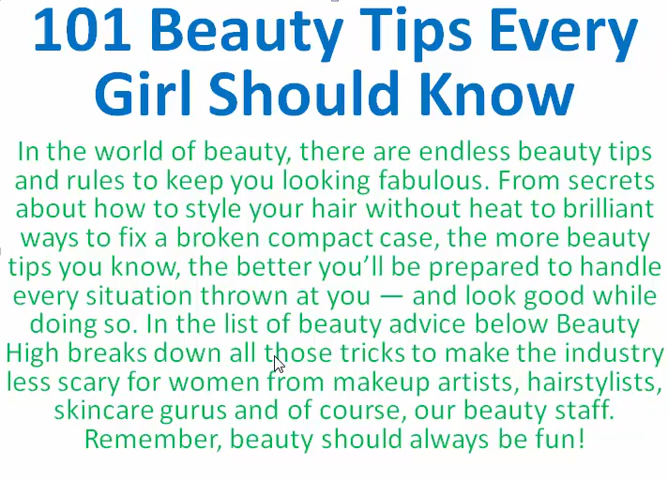 101 Beauty Tips Every
Girl Should Know
In the world of beauty, there are endless beauty tips
and rules to keep you looking fabulous. From secrets
about how to style your hair without heat to brilliant
ways to fix a broken compact case, the more beauty
tips you know, the better you’ll be prepared to handle
every situation thrown at you — and look good while
doing so. In the list of beauty advice below Beauty
High breaks down all those tricks to make the industry
less scary for women from makeup artists, hairstylists,
skincare gurus and of course, our beauty staff.
Remember, beauty should always be fun!